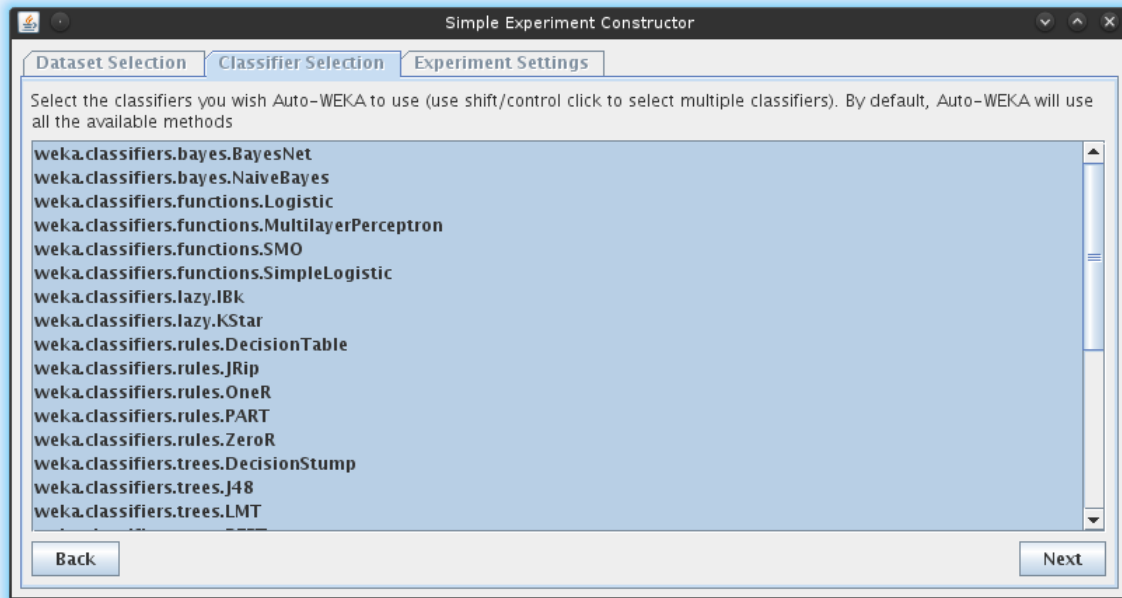 Simple Experiment Constructor
Dataset Selection
Classifier Selection
Experiment Settings
Select the classifiers you wish Auto-WEKA to use (use shift/control click to select multiple classifiers). By default, Auto-WEKA will use
all the available methods
weka.classifiers.bayes.BayesNet
weka.classifiers.bayes.NaiveBayes
weka.classifiers.functions.Logistic
weka.classifiers.functions.MultilayerPerceptron
weka.classifiers.functions.SMO
weka.classifiers.functions.SimpleLogistic
weka.classifiers.lazy.IBk
weka.classifiers.lazy.KStar
weka.classifiers.rules.DecisionTable
weka.classifiers.rules.JRip
weka.classifiers.rules.OneR
weka.classifiers.rules.PART
weka.classifiers.rules.ZeroR
weka.classifiers.trees.DecisionStump
weka.classifiers.trees.J48
weka.classifiers.trees.LMT
Back
Next